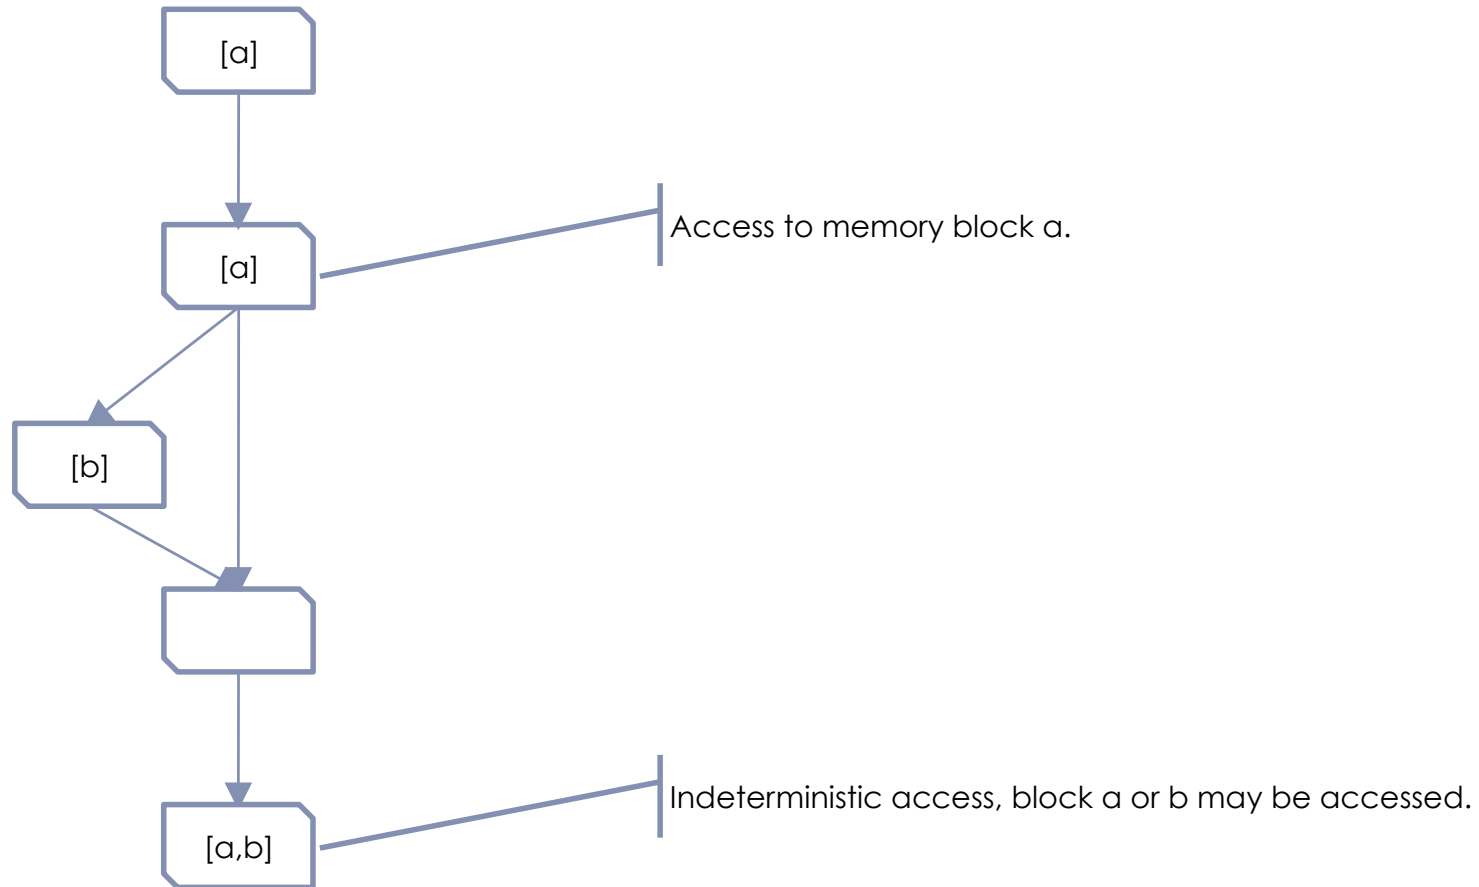 [a]
[a]
Access to memory block a.
[b]
[a,b]
Indeterministic access, block a or b may be accessed.